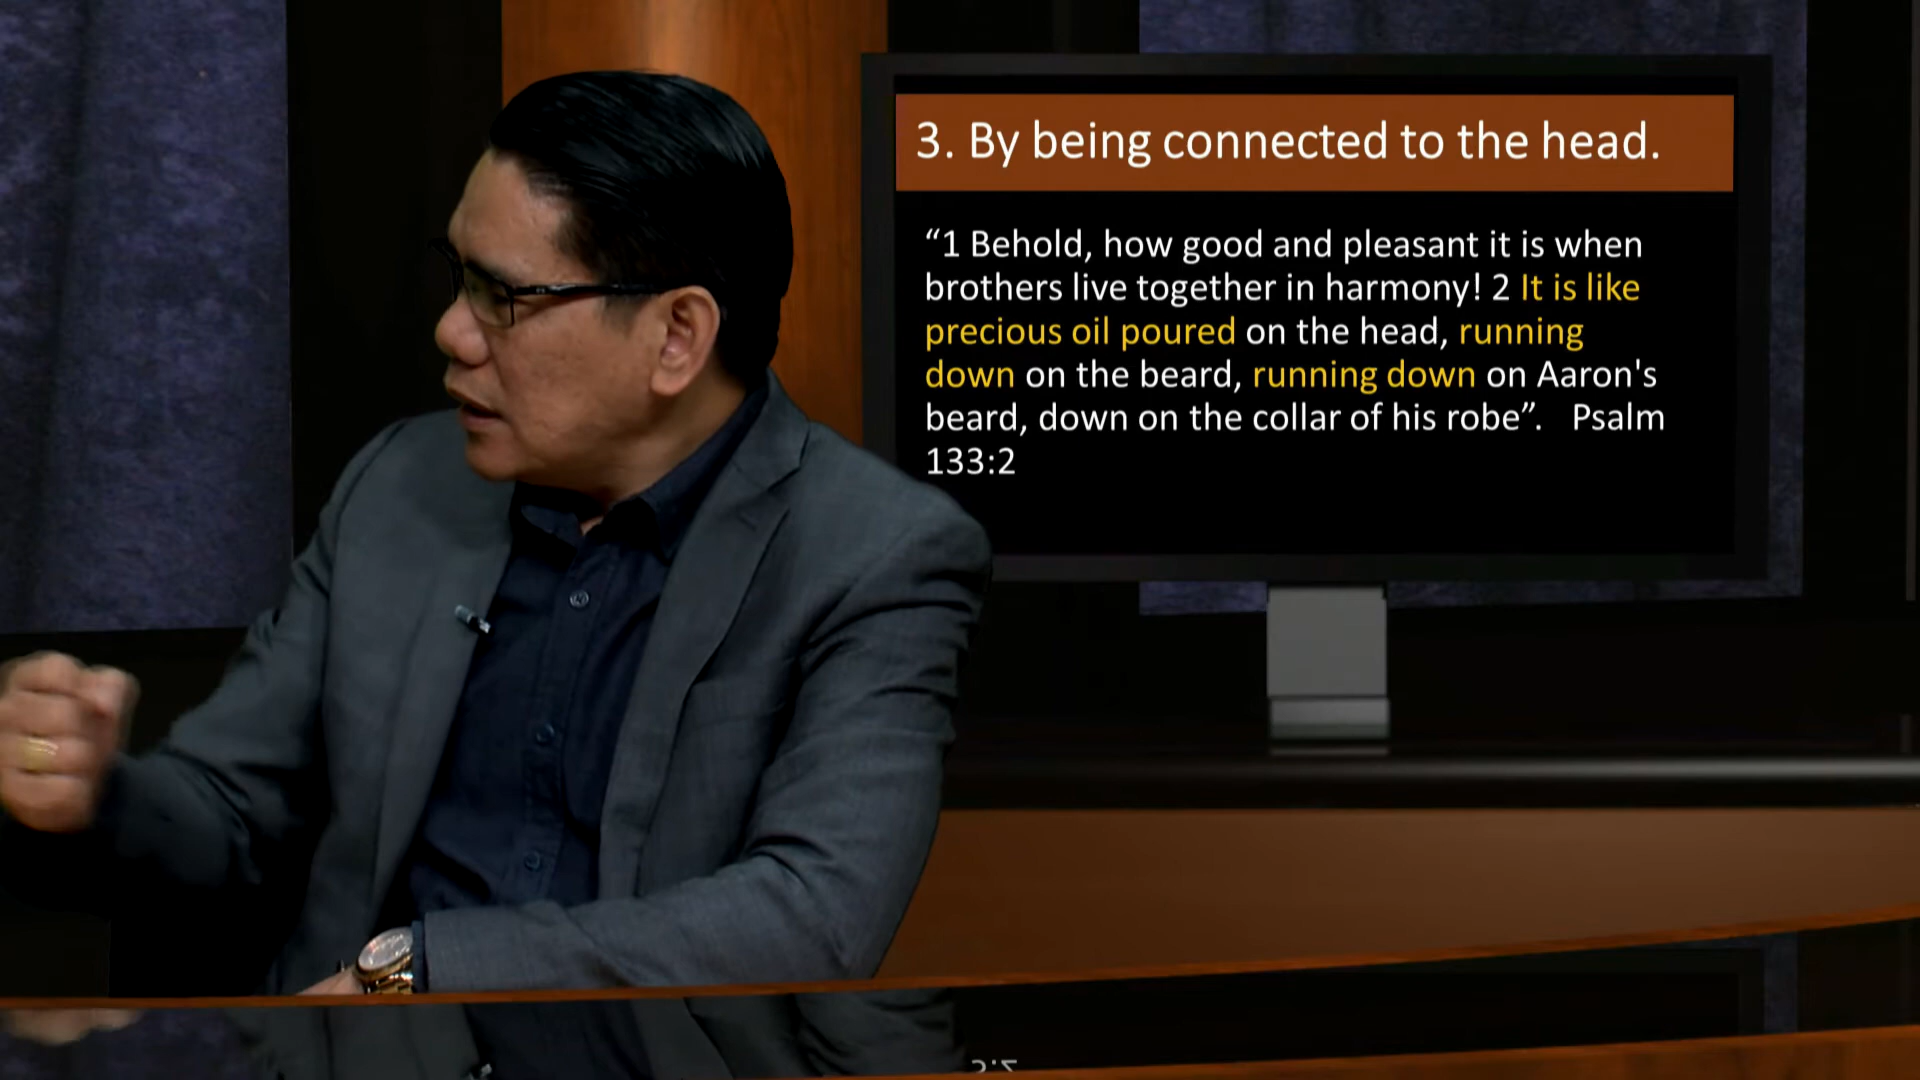 3. By being connected to the head.
“1 Behold, how good and pleasant it is when
brothers live together in harmony! 2 It is like
precious oil poured on the head, running
down on the beard, running down on Aaron's
beard, down on the collar of his robe”.   Psalm
133:2